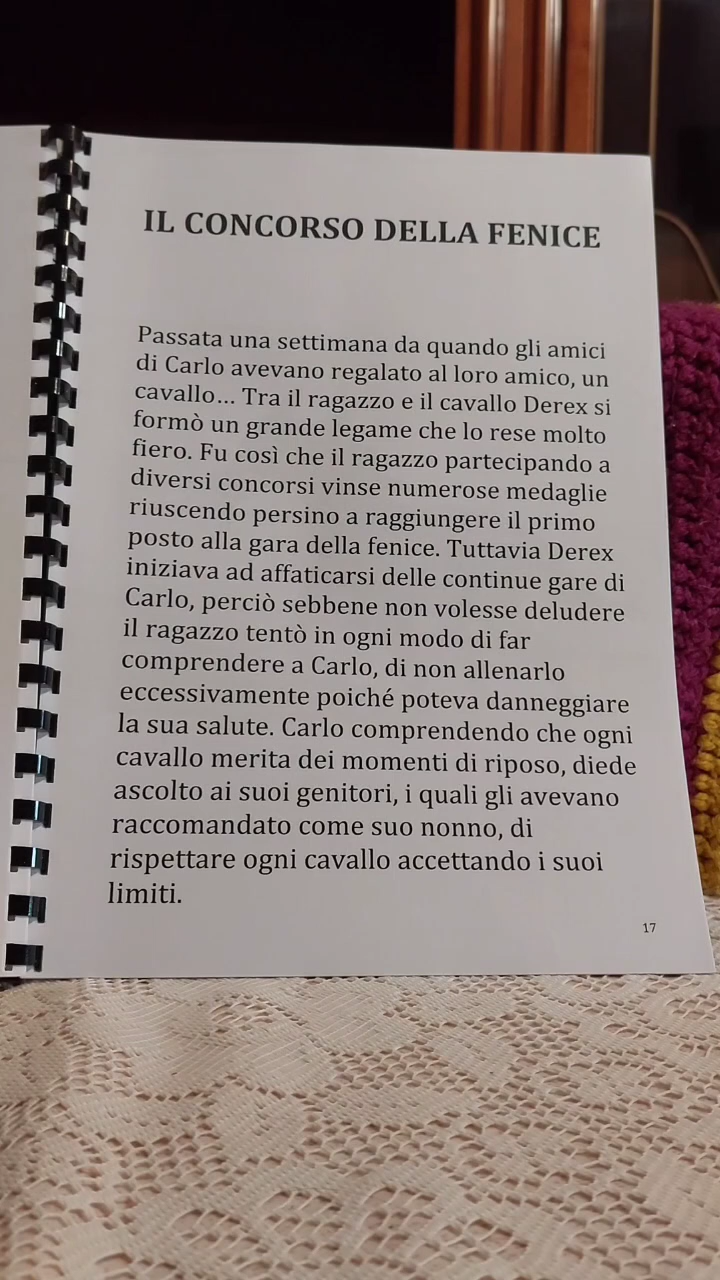 IL CONCORSO DELLA FENICE
Passata una settimana da quando gli amici
di Carlo avevano regalato al loro amico, un
cavallo... Tra il ragazzo e il cavallo Derex si
formò un grande legame che lo rese molto
fiero. Fu così che il ragazzo partecipando a
diversi concorsi vinse numerose medaglie
riuscendo persino a raggiungere il primo
posto alla gara della fenice. Tuttavia Derex
iniziava ad affaticarsi delle continue gare di
Carlo, perciò sebbene non volesse deludere
il ragazzo tentò in ogni modo di far
comprendere a Carlo, di non allenarlo
eccessivamente poiché poteva danneggiare
la sua salute. Carlo comprendendo che ogni
cavallo merita dei momenti di riposo, diede
ascolto ai suoi genitori, i quali gli avevano
raccomandato come suo nonno, di
rispettare ogni cavallo accettando i suoi
limiti.
17